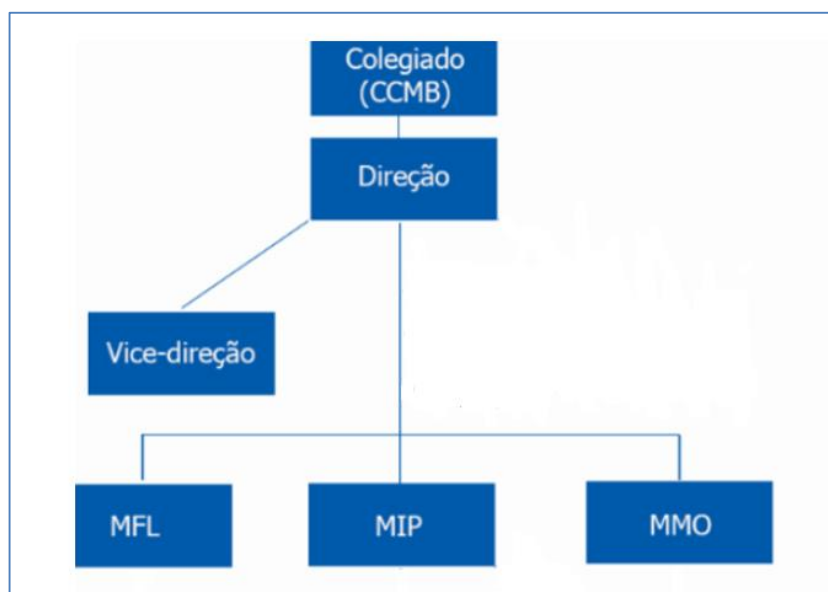 Colegiado
(CCMB)
Direção
Vice-direção
MFL
MIP
MMO